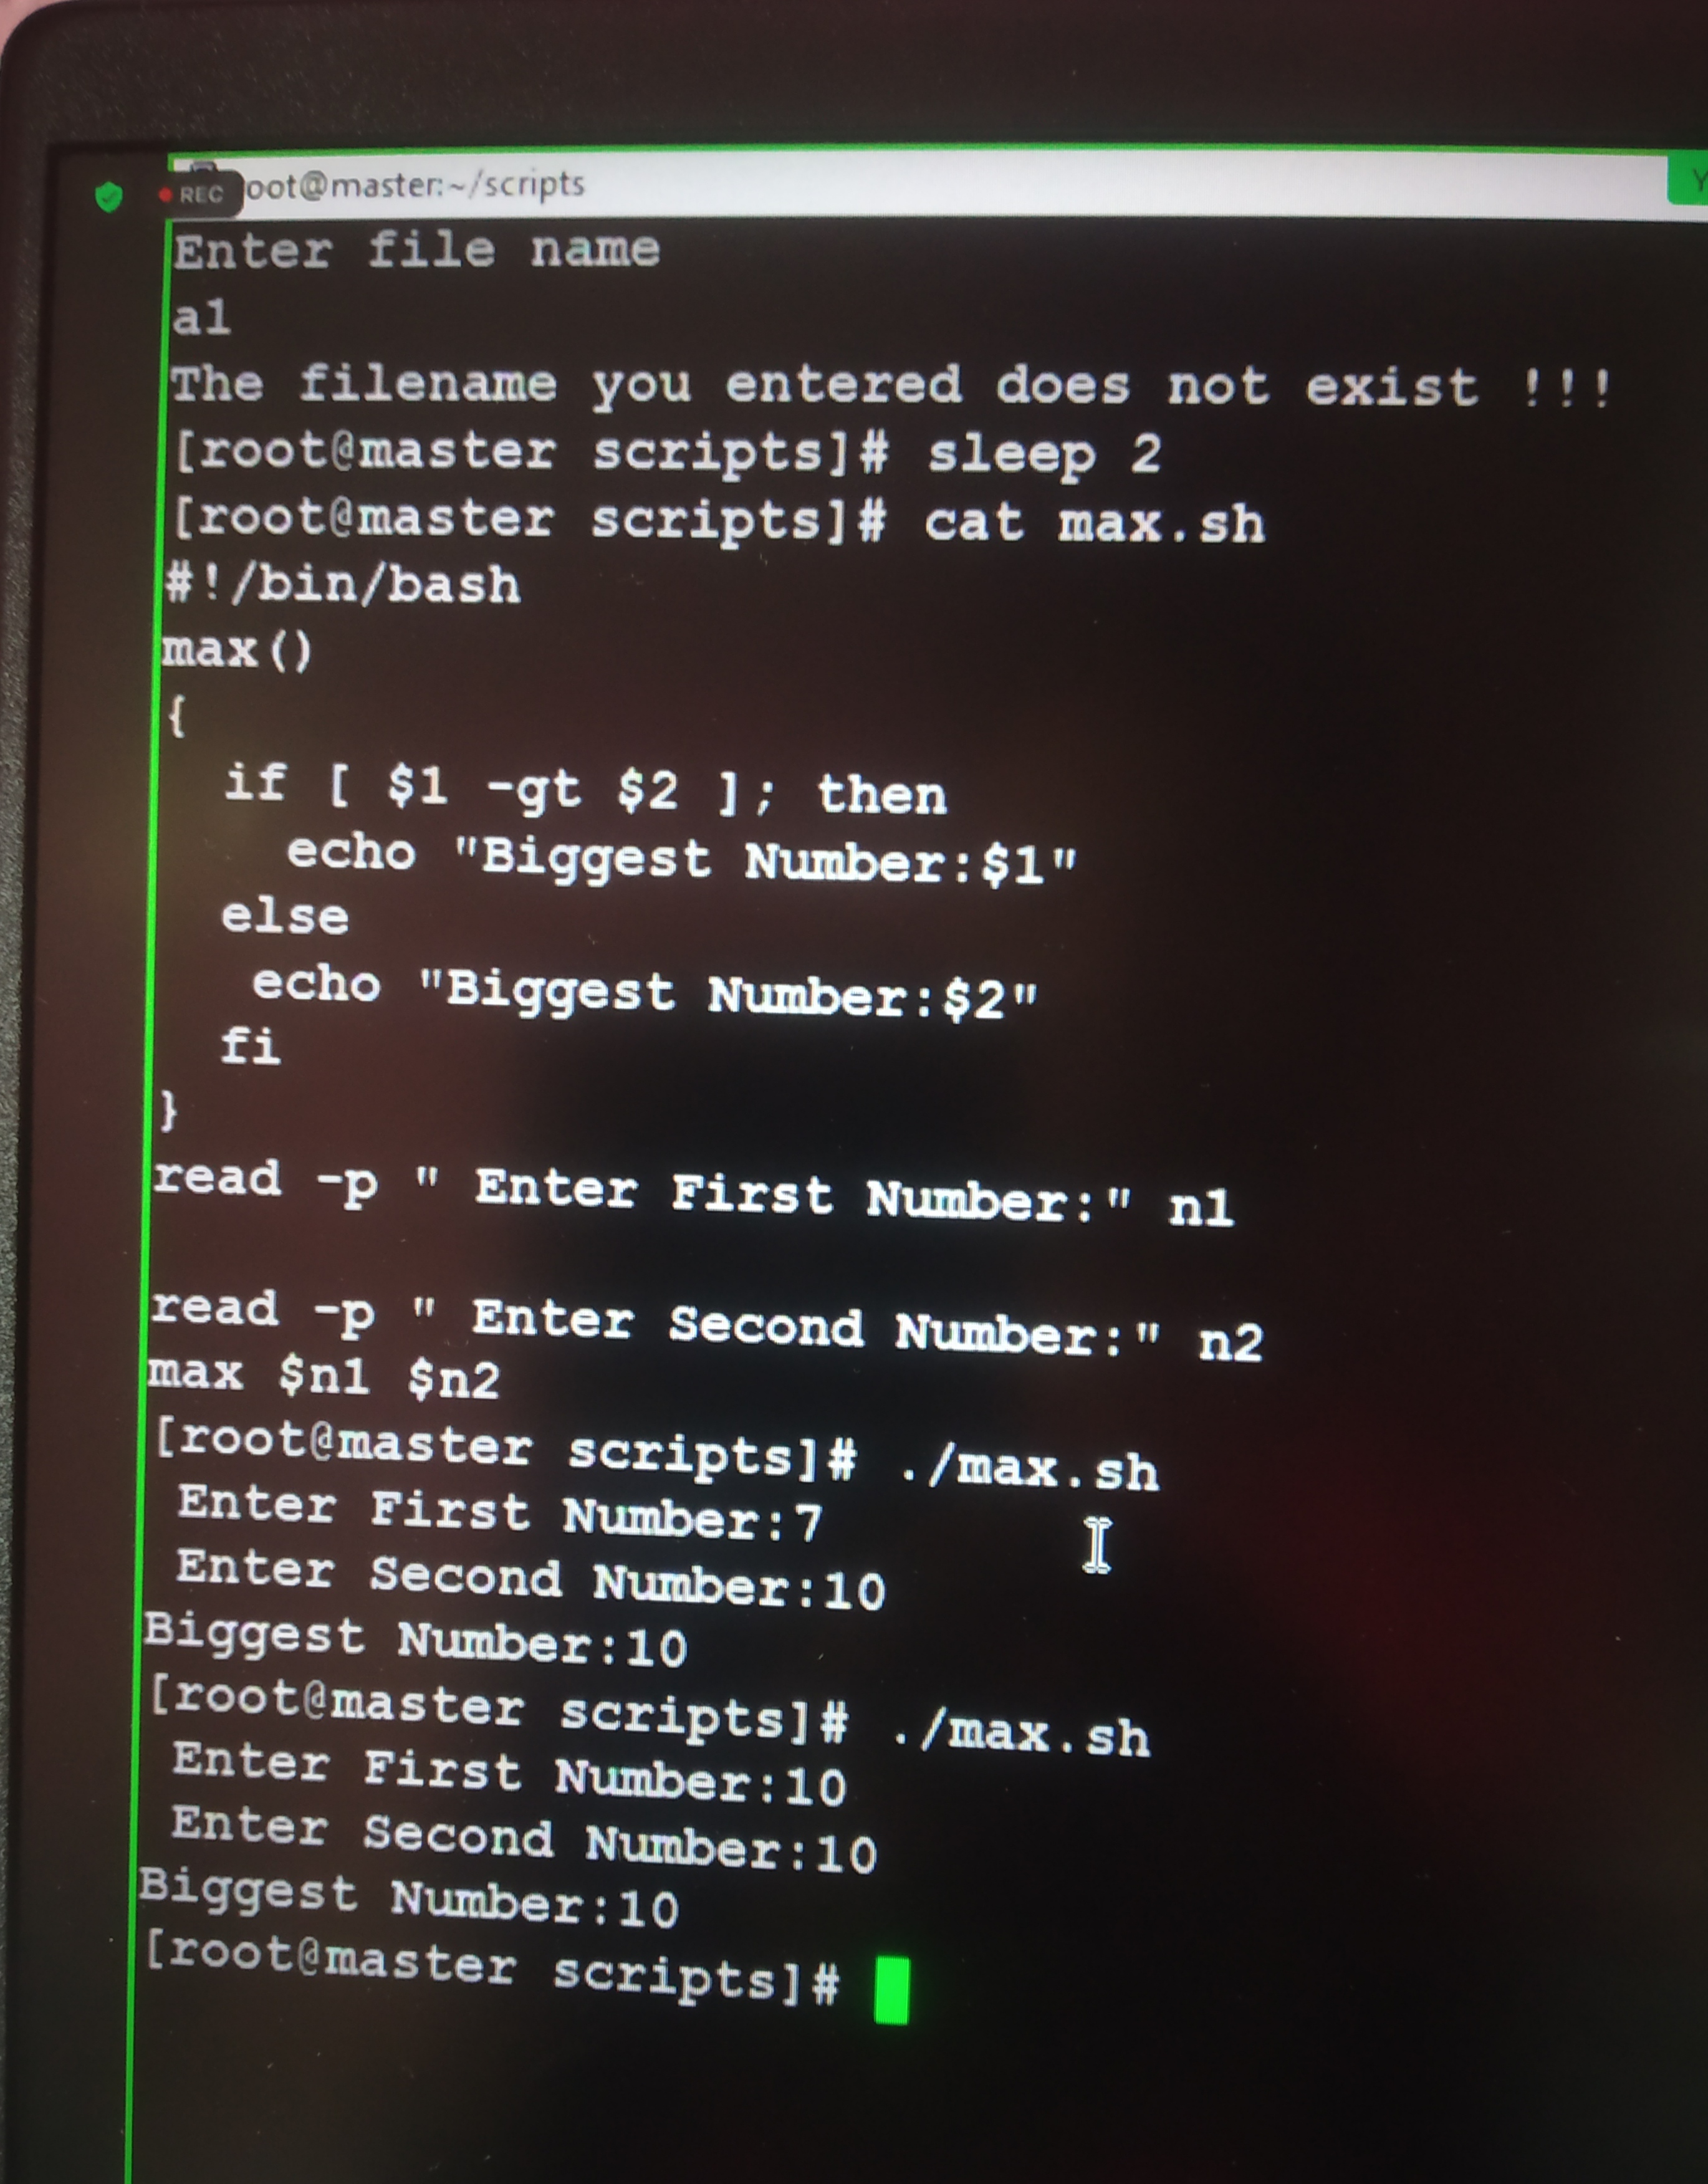 REC oot@master:~/scripts
Y
Enter file name
a1
The filename you entered does not exist !!!
[root@master scripts]# sleep 2
[root@master scripts]# cat max.sh
#!/bin/bash
max()
{
   if [ $1 -gt $2 ]; then
     echo "Biggest Number:$1"
   else
    echo "Biggest Number:$2"
   fi
}
read -p " Enter First Number:" n1

read -p " Enter Second Number:" n2
max $n1 $n2
[root@master scripts]# ./max.sh
 Enter First Number:7
 Enter Second Number:10
Biggest Number:10
[root@master scripts]# ./max.sh
 Enter First Number:10
 Enter Second Number:10
Biggest Number:10
[root@master scripts]#